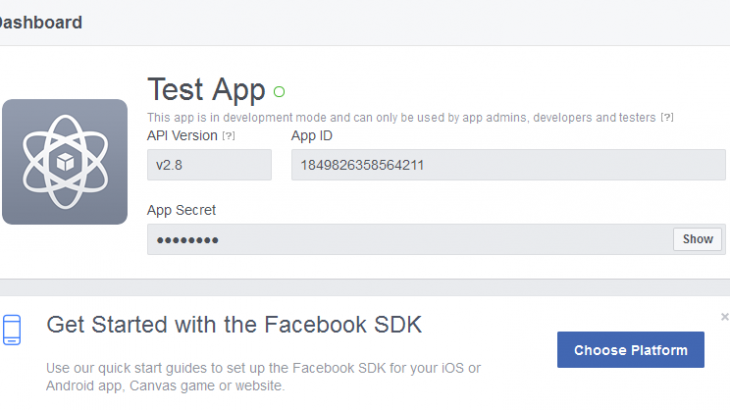 Dashboard
Test App
This app is in development mode and can only be used by app admins, developers and testers [?]
API Version [?] App ID
v2.8 1849826358564211
App Secret
●●●●●●●● Show
Get Started with the Facebook SDK
×
Choose Platform
Use our quick start guides to set up the Facebook SDK for your iOS or
Android app, Canvas game or website.